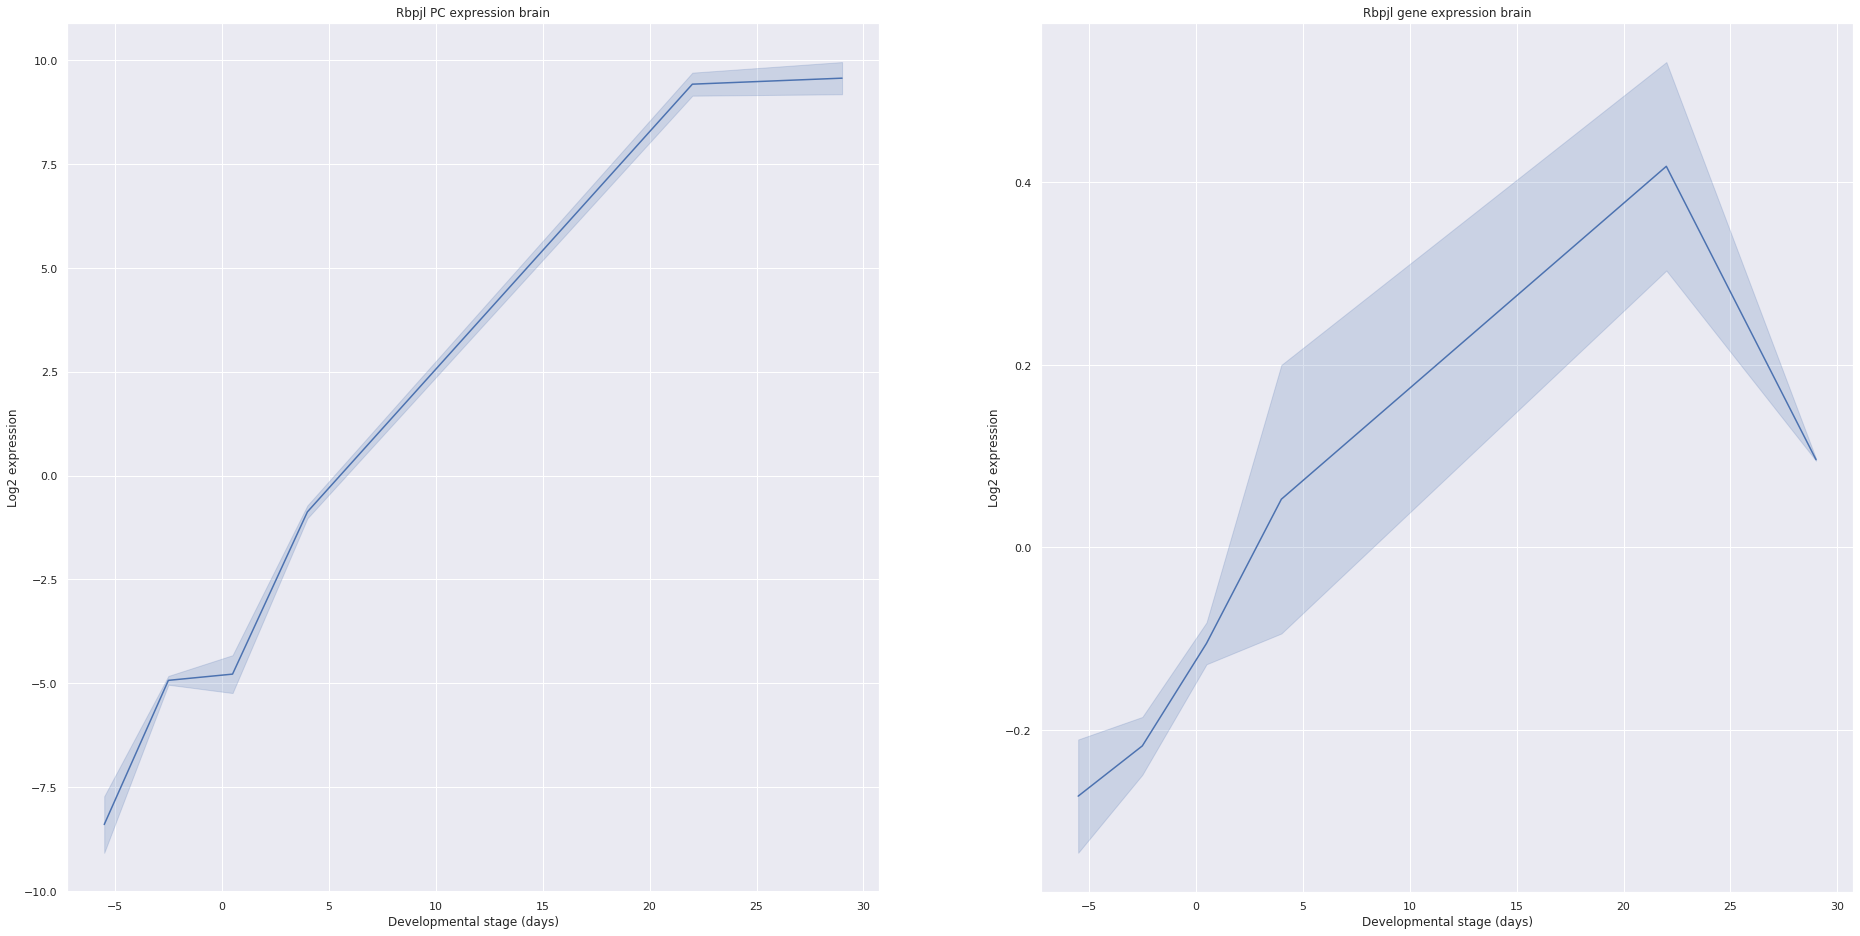 Rbpjl PC expression brain
10.0
7.5
5.0
2.5
0.0
−2.5
−5.0
−7.5
−10.0
Log2 expression
−5 0 5 10 15 20 25 30
Developmental stage (days)
Rbpjl gene expression brain
0.4
0.2
0.0
−0.2
Log2 expression
−5 0 5 10 15 20 25 30
Developmental stage (days)